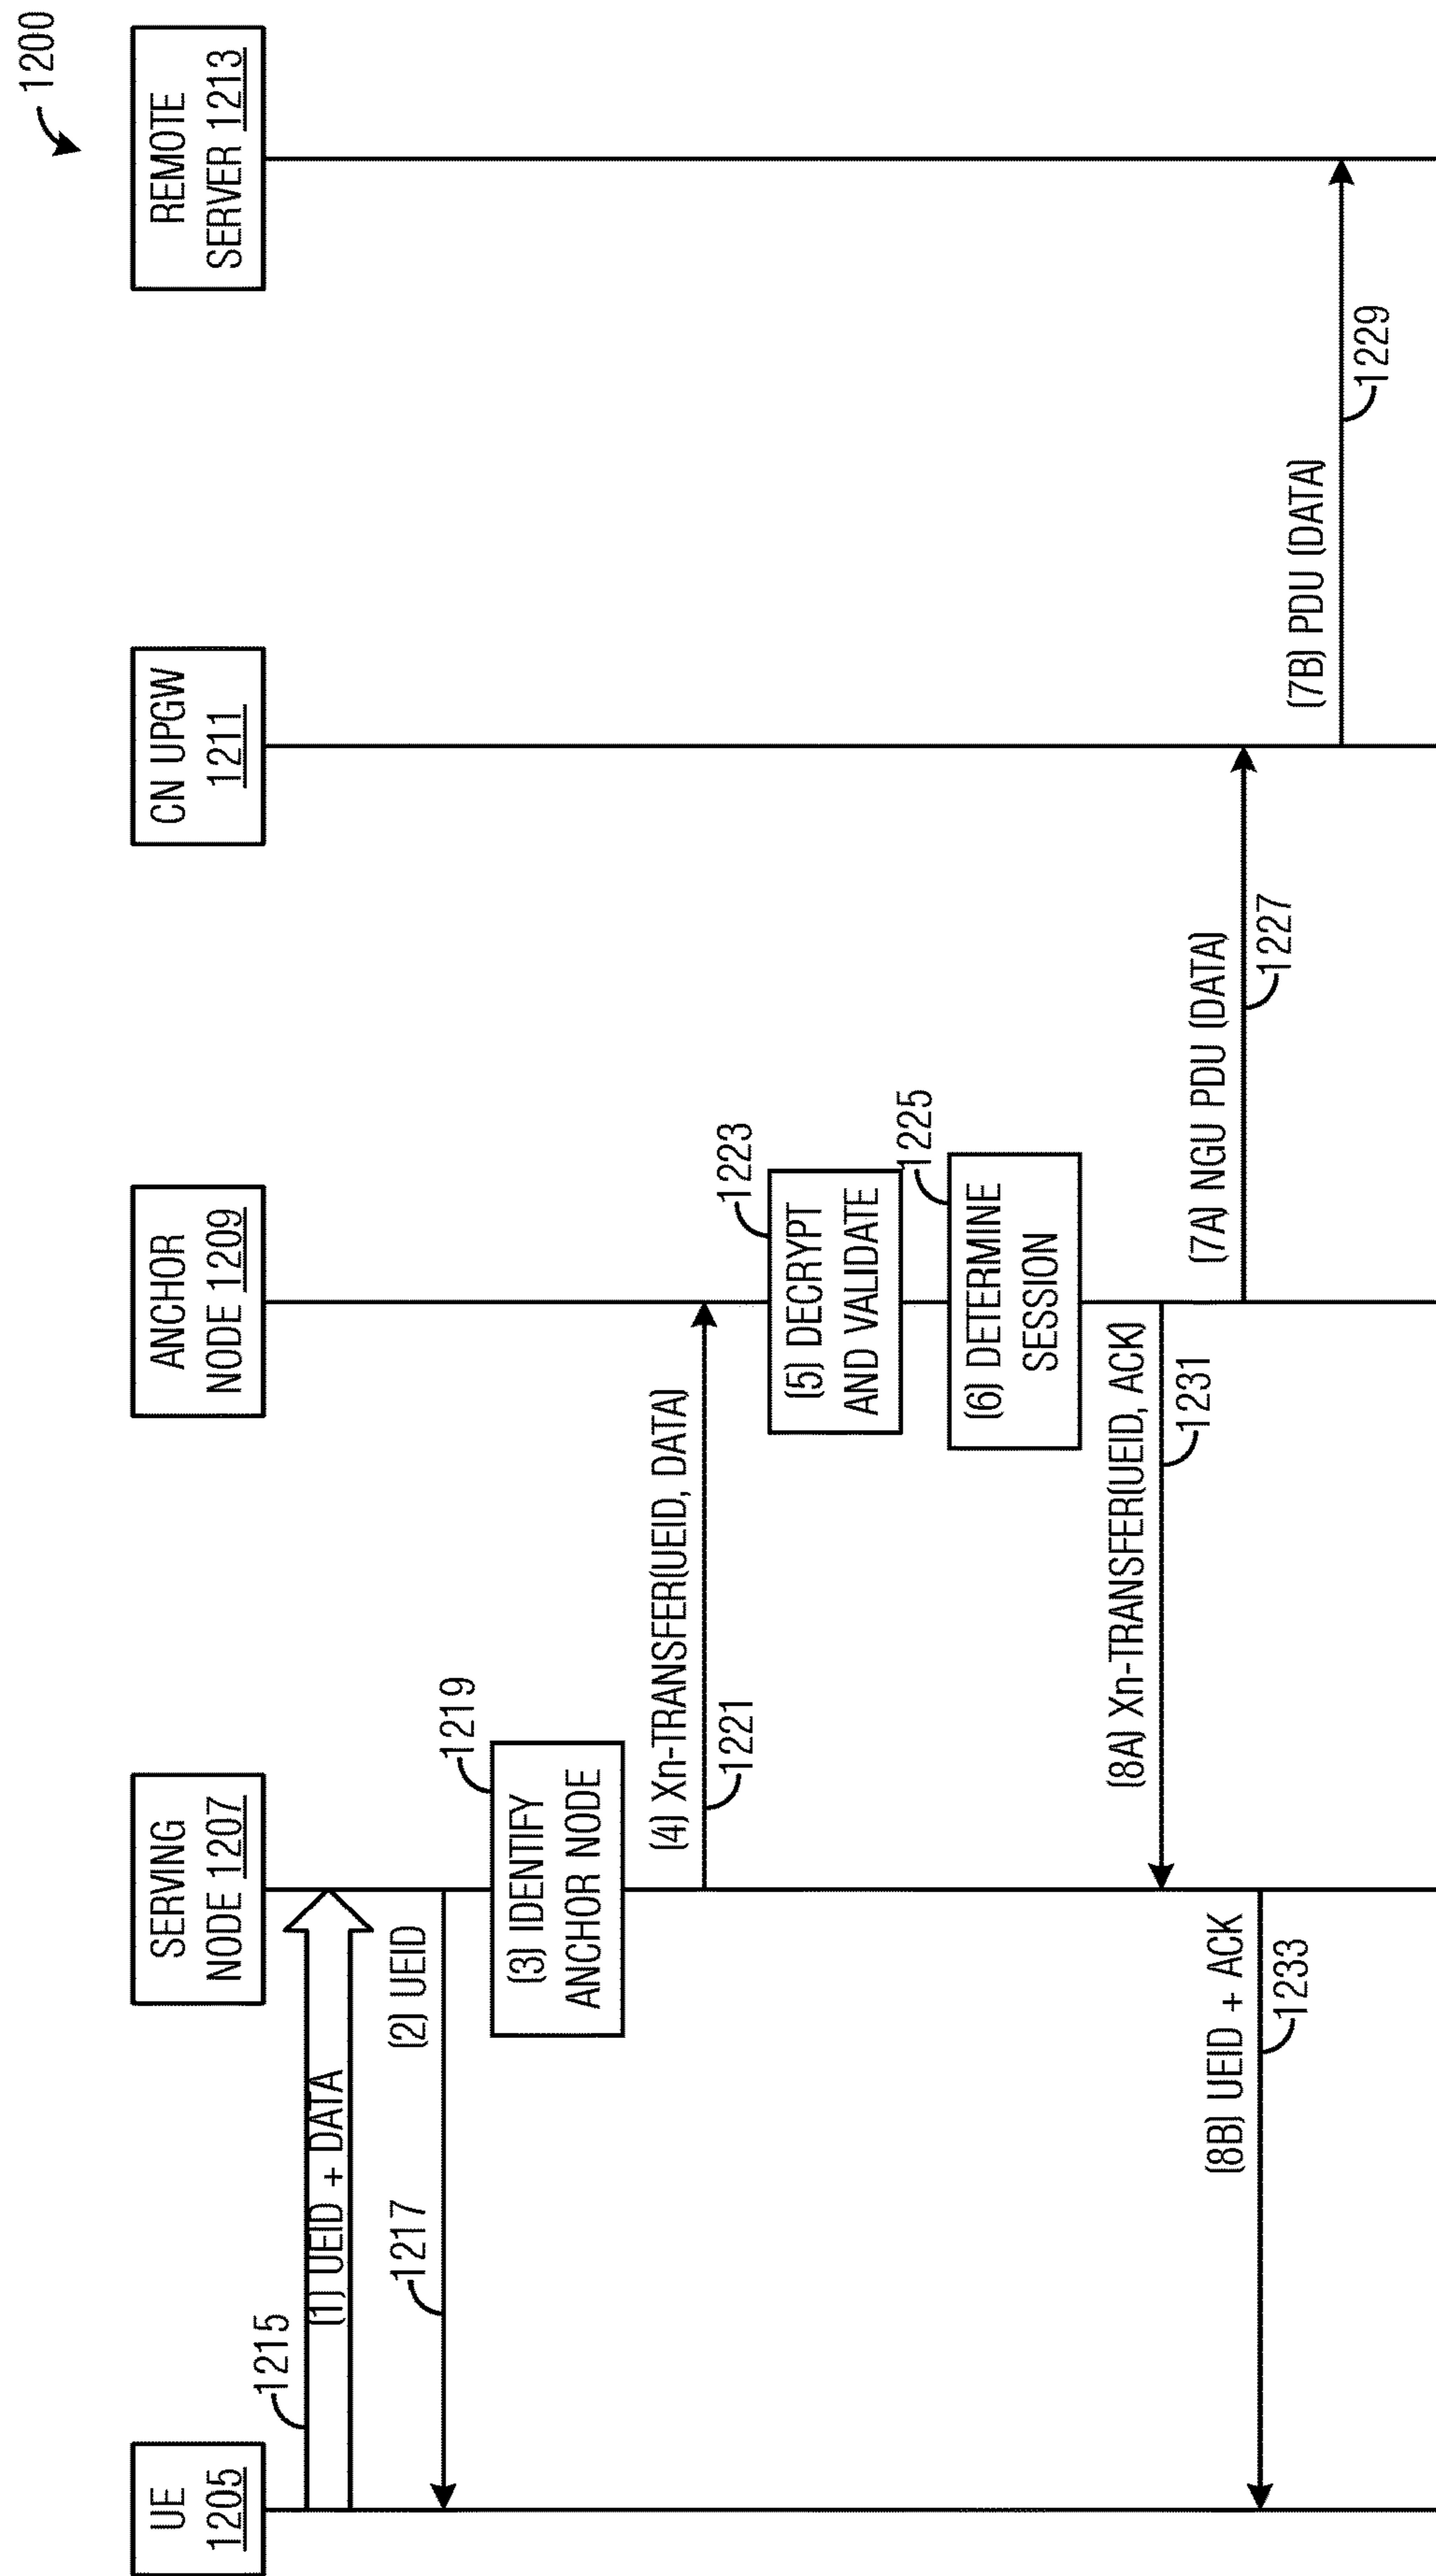 1200
UE
1205
SERVING
NODE 1207
ANCHOR
NODE 1209
CN UPGW
1211
REMOTE
SERVER 1213
1215
(1) UEID + DATA
1217
(2) UEID
1219
(3) IDENTIFY
ANCHOR NODE
(4) Xn-TRANSFER(UEID, DATA)
1221
1223
(5) DECRYPT
AND VALIDATE
1225
(6) DETERMINE
SESSION
(8A) Xn-TRANSFER(UEID, ACK)
1231
(7A) NGU PDU (DATA)
1227
(8B) UEID + ACK
1233
(7B) PDU (DATA)
1229